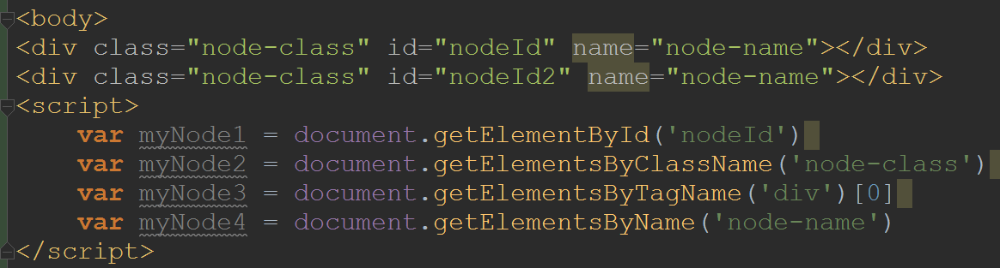 <body>
<div class="node-class" id="nodeId" name="node-name"></div>
<div class="node-class" id="nodeId2" name="node-name"></div>
<script>
    var myNode1 = document.getElementById('nodeId')
    var myNode2 = document.getElementsByClassName('node-class')
    var myNode3 = document.getElementsByTagName('div')[0]
    var myNode4 = document.getElementsByName('node-name')
</script>